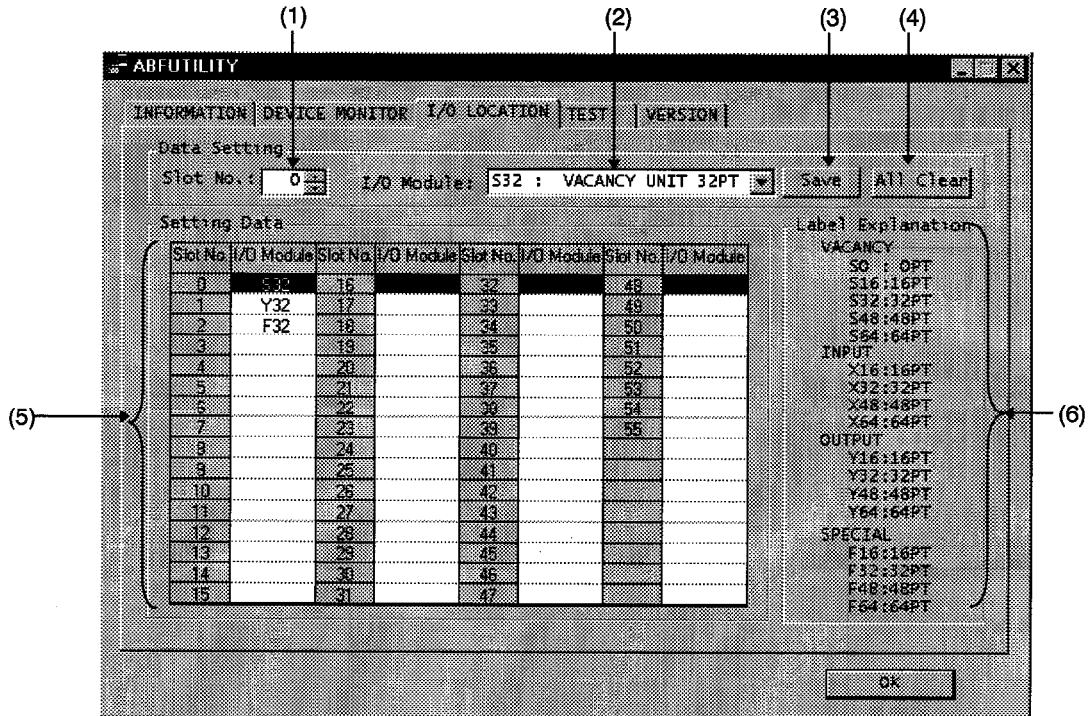 (1) (2) (3) (4)
ABFUTILITY
INFORMATION DEVICE MONITOR I/O LOCATION TEST VERSION
Data Setting
Slot No.: 0 I/O Module: S32 : VACANCY UNIT 32PT Save All Clear
Setting Data
Label Explanation
Slot No. I/O Module Slot No. I/O Module Slot No. I/O Module Slot No. I/O Module
0 S32 16 32 48
1 Y32 17 33 49
2 F32 18 34 50
3 19 35 51
4 20 36 52
5 21 37 53
6 22 38 54
7 23 39 55
8 24 40
9 25 41
10 26 42
11 27 43
12 28 44
13 29 45
14 30 46
15 31 47
VACANCY
S0 : 0PT
S16:16PT
S32:32PT
S48:48PT
S64:64PT
INPUT
X16:16PT
X32:32PT
X48:48PT
X64:64PT
OUTPUT
Y16:16PT
Y32:32PT
Y48:48PT
Y64:64PT
SPECIAL
F16:16PT
F32:32PT
F48:48PT
F64:64PT
(5)
(6)
OK